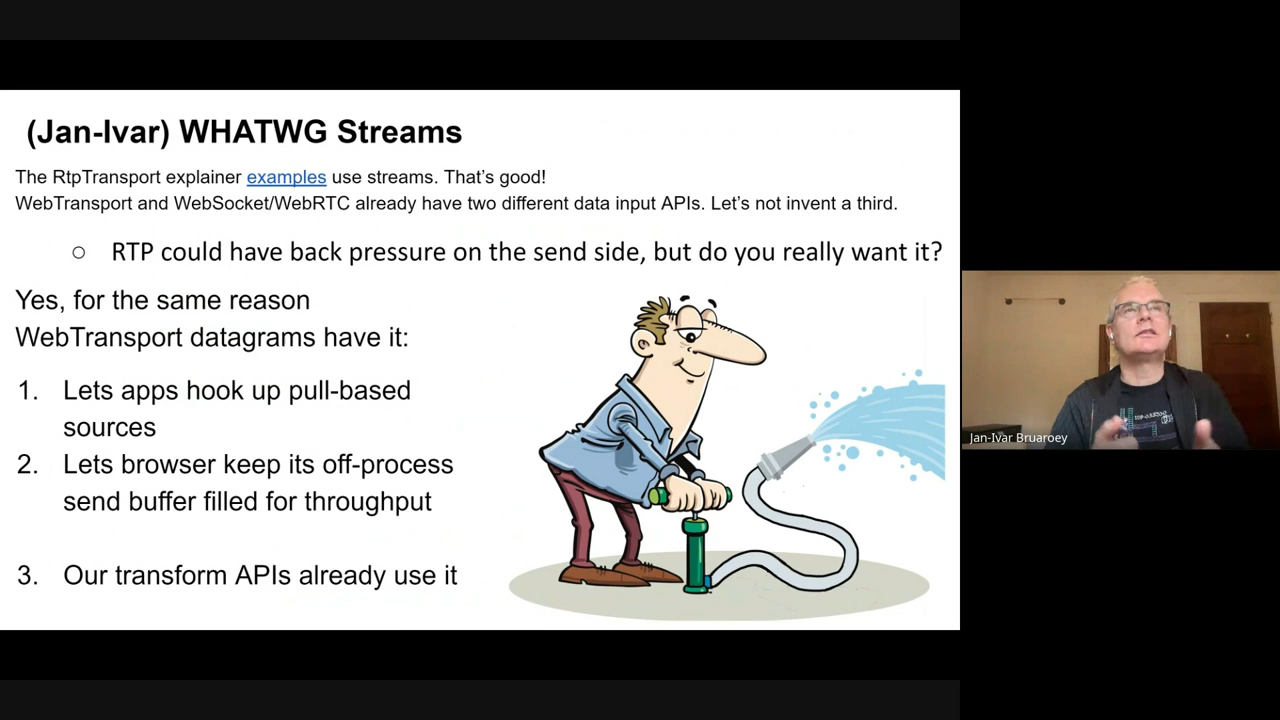 (Jan-Ivar) WHATWG Streams
The RtpTransport explainer examples use streams. That's good!
WebTransport and WebSocket/WebRTC already have two different data input APIs. Let's not invent a third.
○ RTP could have back pressure on the send side, but do you really want it?
Yes, for the same reason
WebTransport datagrams have it:
1. Lets apps hook up pull-based
sources
2. Lets browser keep its off-process
send buffer filled for throughput
3. Our transform APIs already use it
Jan-Ivar Bruaroey